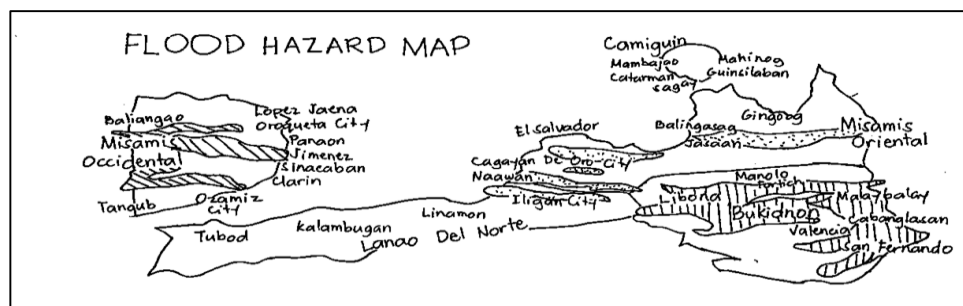 FLOOD HAZARD MAP
Camiguin
Mambajao
Mahinog
Catarman
Guinsilaban
Sagay
Baliangao
Lopez Jaena
Oroqueta City
Misamis
Occidental
Panaon
Jimenez
Sinacaban
Clarin
Tangub
Ozamiz
City
El Salvador
Cagayan De Oro City
Naawan
Iligan City
Balingasag
Gingoog
Jasaan
Misamis
Oriental
Manolo
Fortich
Libona
Malaybalay
Bukidnon
Cabanglasan
Valencia
San Fernando
Tubod
Kalambugan
Linamon
Lanao Del Norte